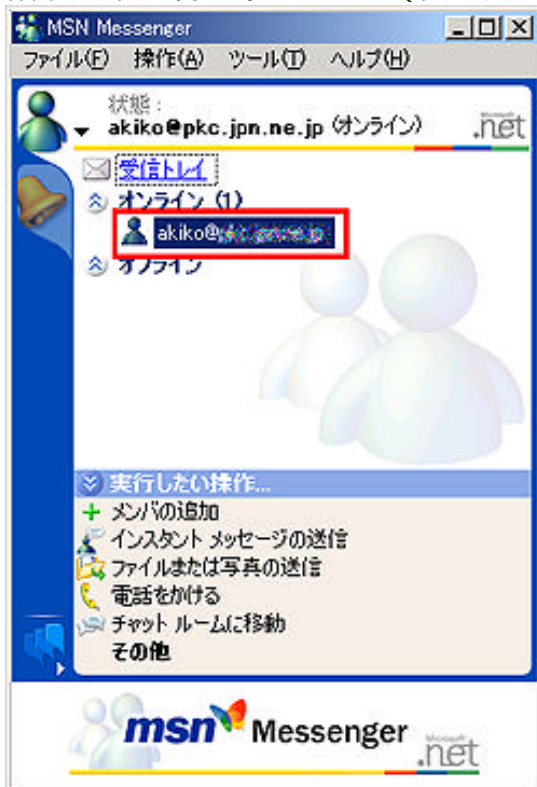 MSN Messenger
ファイル(F) 操作(A) ツール(T) ヘルプ(H)
状態 :
akiko@pkc.jpn.ne.jp (オンライン)
Microsoft
.net
受信トレイ
オンライン (1)
akiko@
オフライン
実行したい操作...
メンバの追加
インスタント メッセージの送信
ファイルまたは写真の送信
電話をかける
チャット ルームに移動
その他
msn Messenger
Microsoft
.net